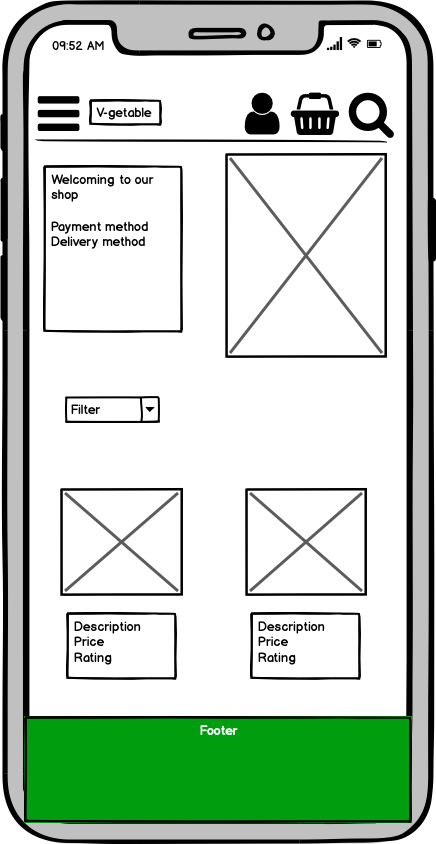 09:52 AM
V-getable
Welcoming to our
shop
Payment method
Delivery method
Filter
Description
Price
Rating
Description
Price
Rating
Footer